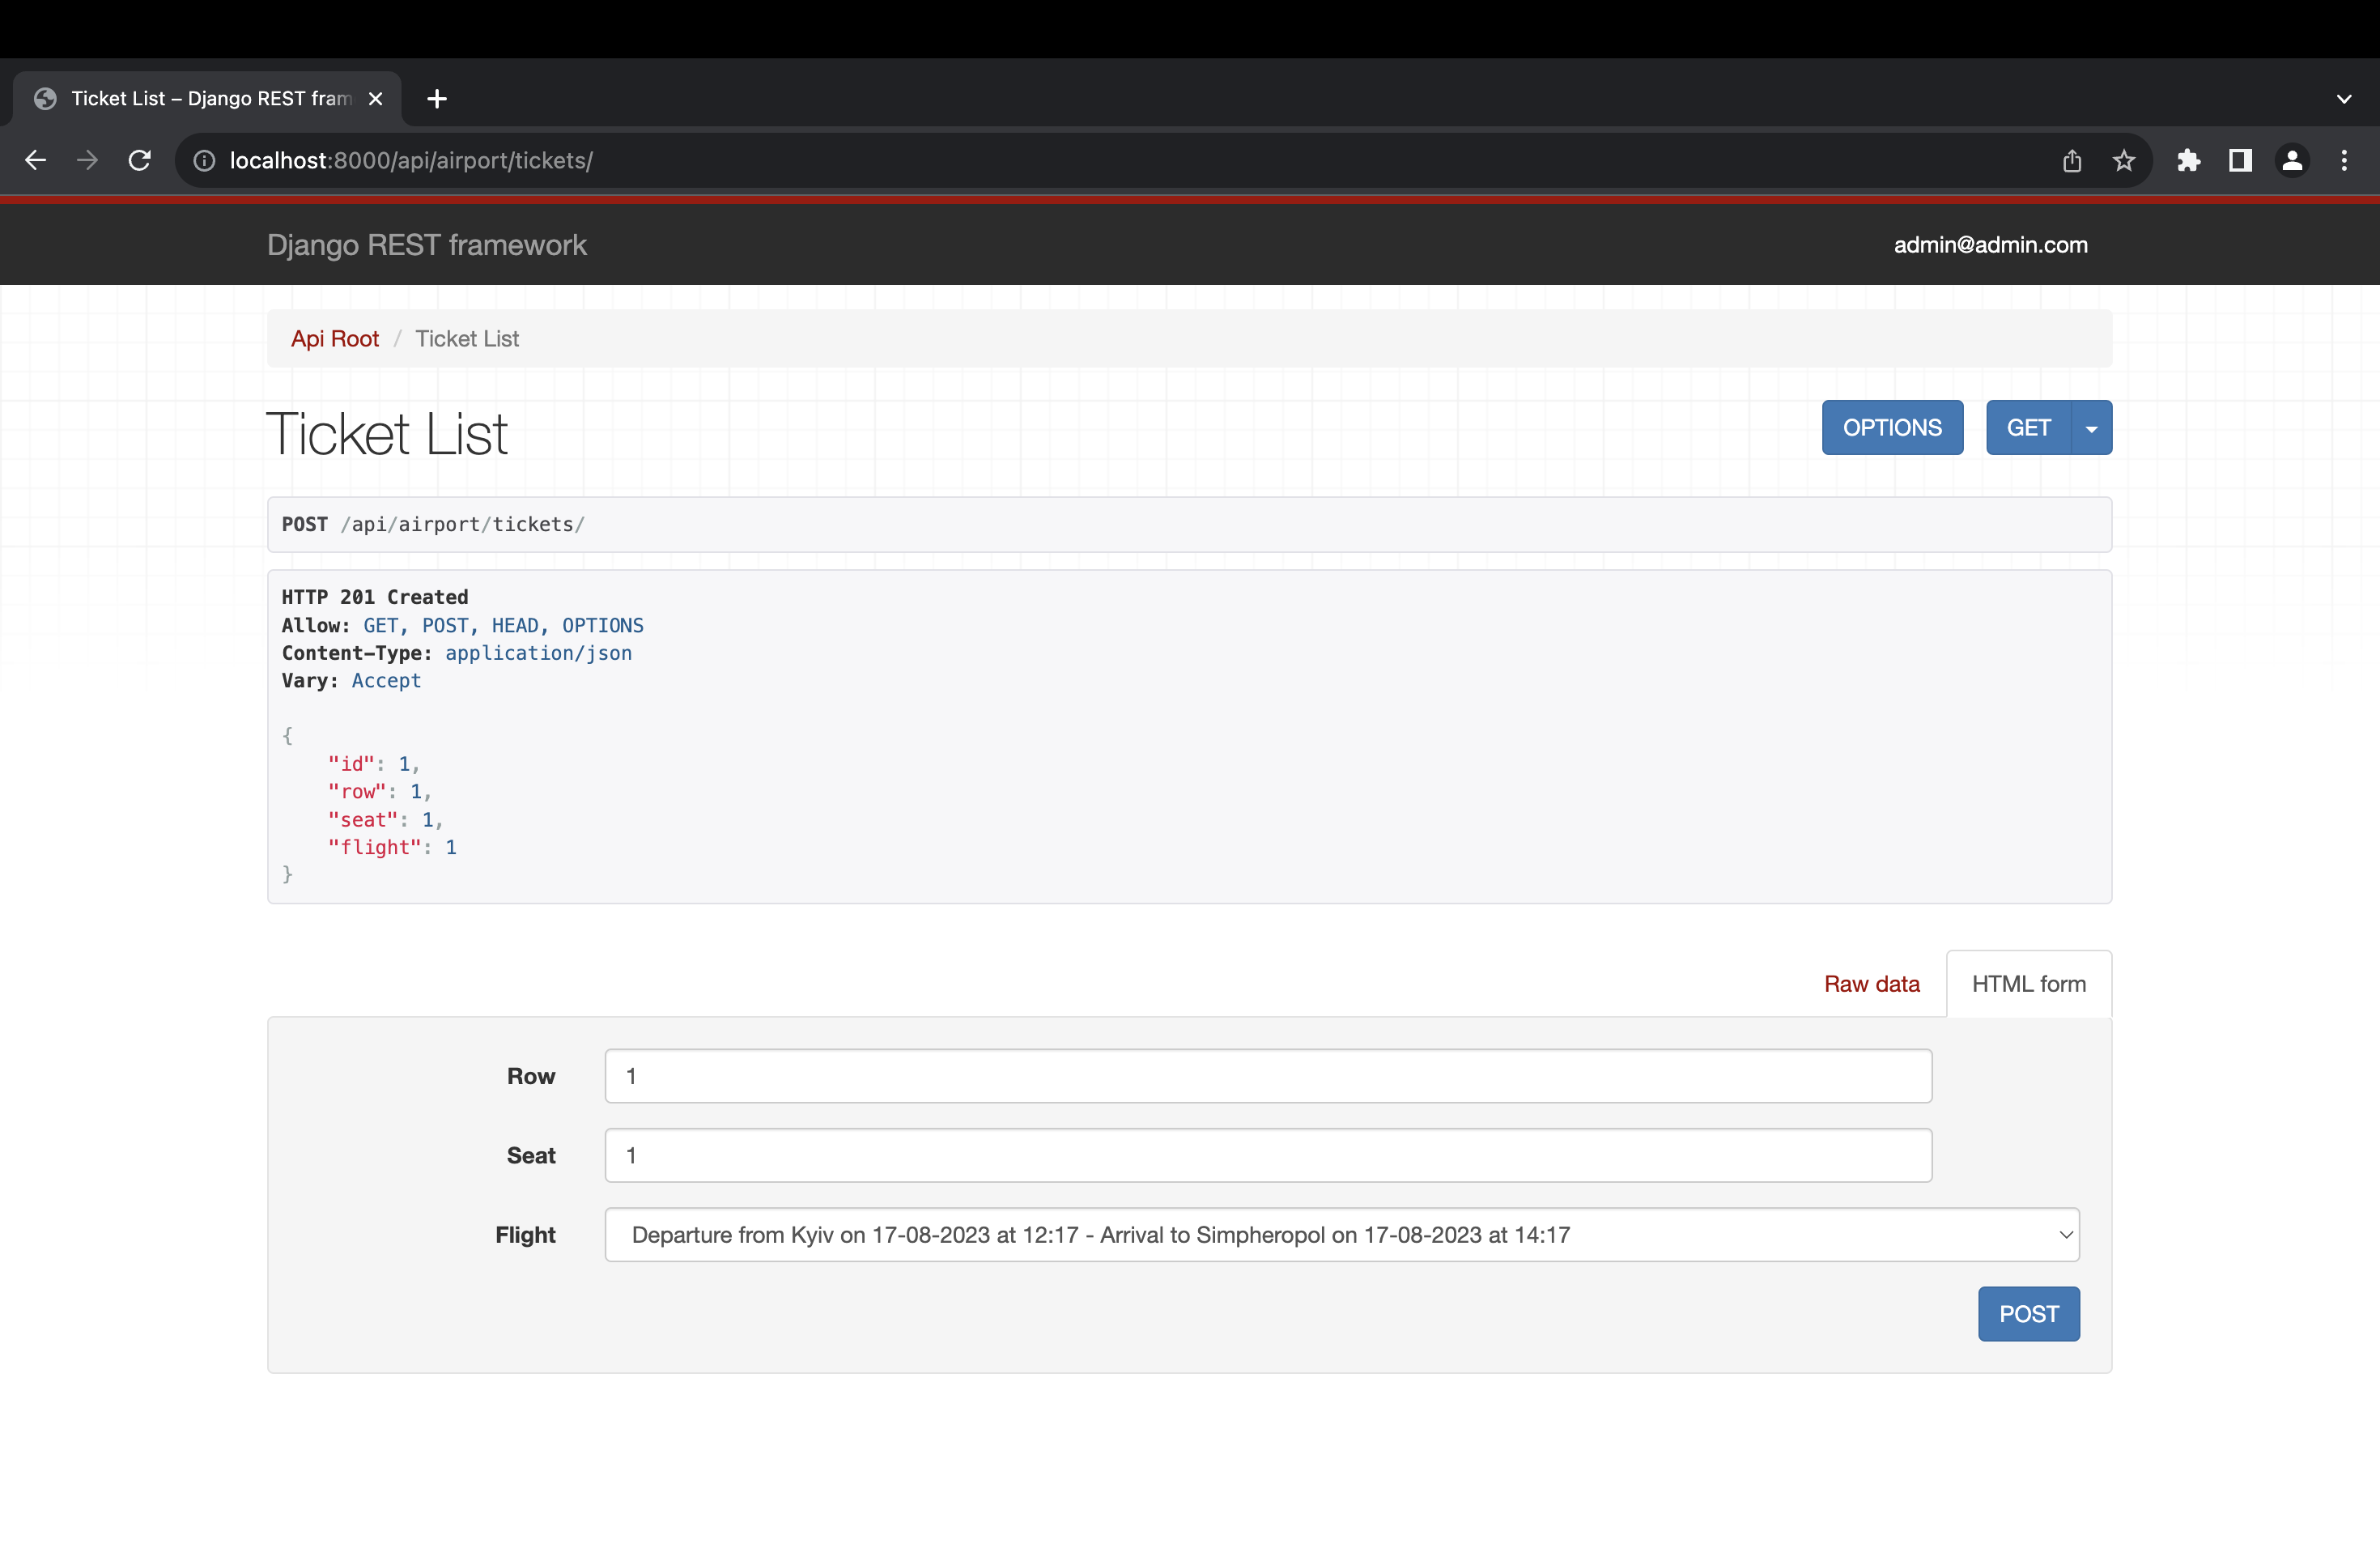 Ticket List – Django REST fram
localhost:8000/api/airport/tickets/
Django REST framework
admin@admin.com
Api Root / Ticket List
Ticket List
OPTIONS
GET
POST /api/airport/tickets/
HTTP 201 Created
Allow: GET, POST, HEAD, OPTIONS
Content-Type: application/json
Vary: Accept
{
"id": 1,
"row": 1,
"seat": 1,
"flight": 1
}
Raw data
HTML form
Row 1
Seat 1
Flight Departure from Kyiv on 17-08-2023 at 12:17 - Arrival to Simpheropol on 17-08-2023 at 14:17
POST